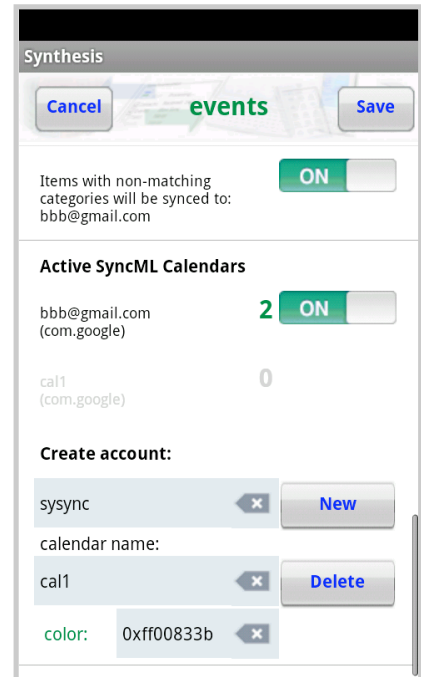 Synthesis
Cancel events Save
Items with non-matching ON
categories will be synced to:
bbb@gmail.com
Active SyncML Calendars
bbb@gmail.com 2 ON
(com.google)
cal1 0
(com.google)
Create account:
sysync New
calendar name:
cal1 Delete
color: 0xff00833b